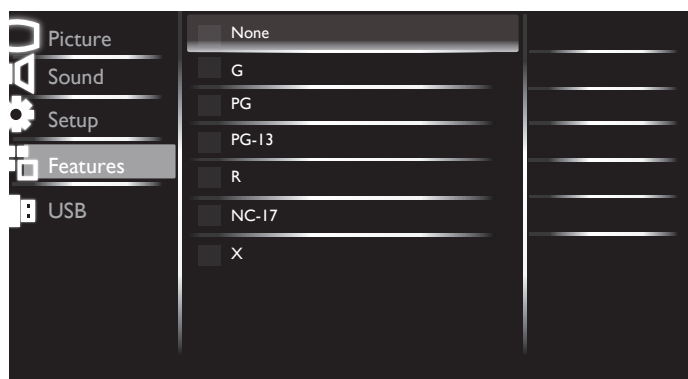 Picture
Sound
Setup
Features
USB
None
G
PG
PG-13
R
NC-17
X